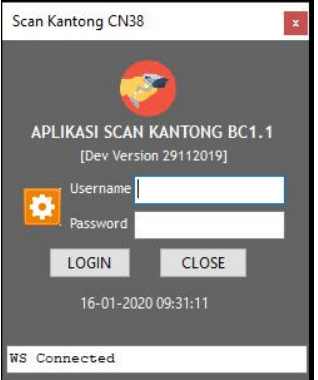 Scan Kantong CN38
x
APLIKASI SCAN KANTONG BC1.1
[Dev Version 29112019]
Username
Password
LOGIN CLOSE
16-01-2020 09:31:11
WS Connected